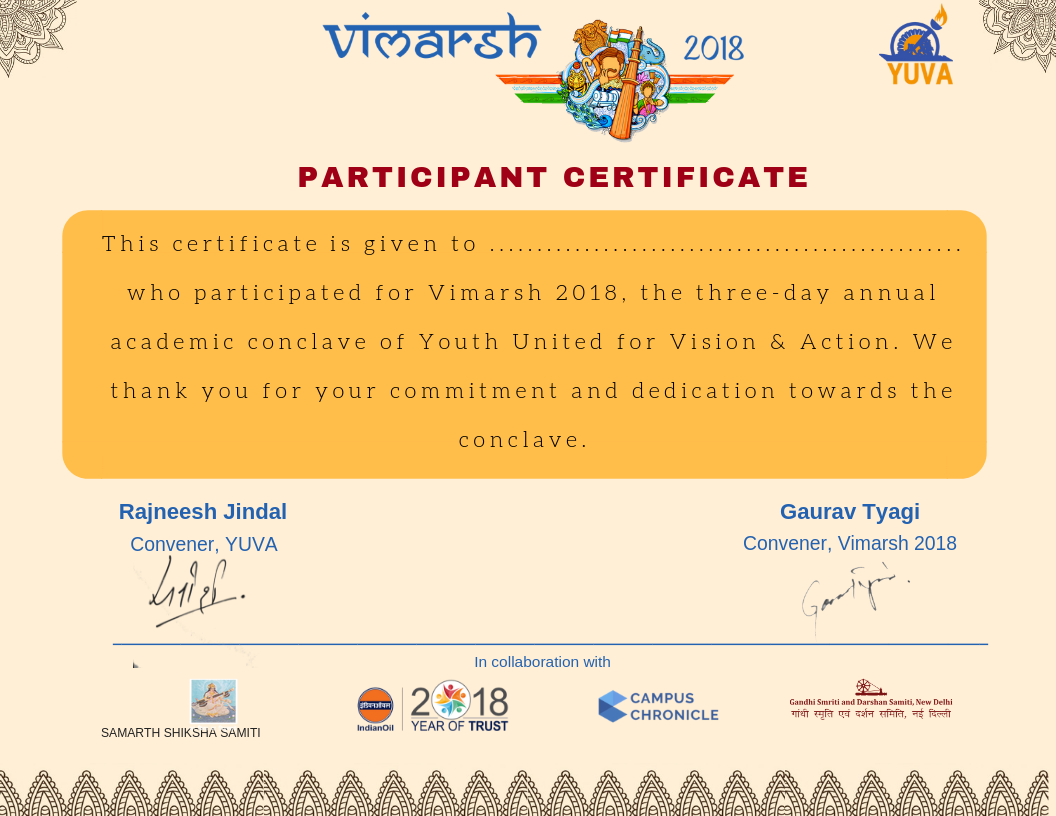 vimarsh 2018
YUVA
PARTICIPANT CERTIFICATE
This certificate is given to ..................................................
who participated for Vimarsh 2018, the three-day annual
academic conclave of Youth United for Vision & Action. We
thank you for your commitment and dedication towards the
conclave.
Rajneesh Jindal
Gaurav Tyagi
Convener, YUVA
Convener, Vimarsh 2018
In collaboration with
SAMARTH SHIKSHA SAMITI
इंडियनऑयल
IndianOil
2018
YEAR OF TRUST
CAMPUS
CHRONICLE
Gandhi Smriti and Darshan Samiti, New Delhi
गांधी स्मृति एवं दर्शन समिति, नई दिल्ली